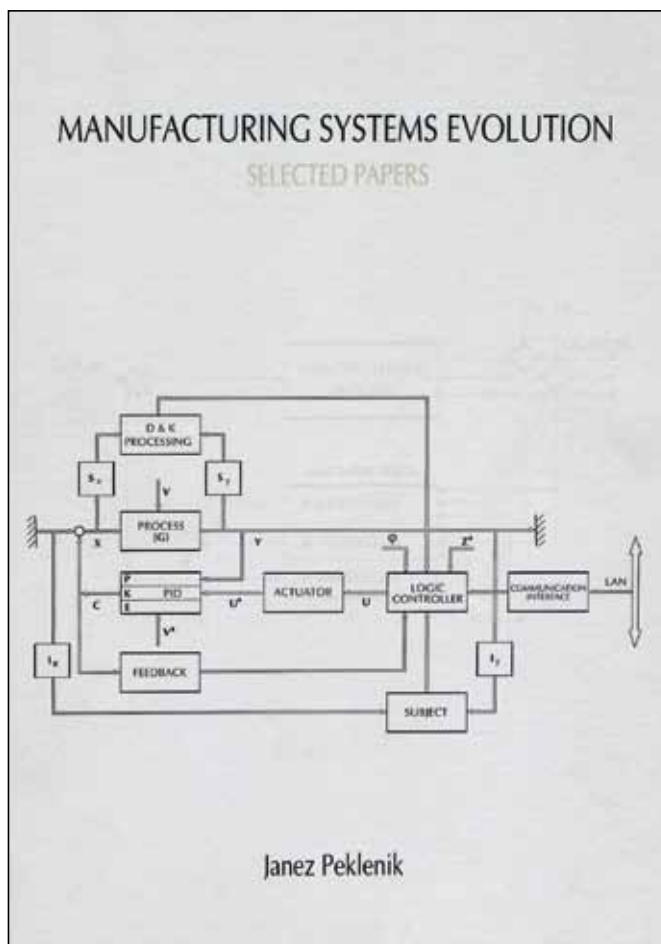 MANUFACTURING SYSTEMS EVOLUTION
SELECTED PAPERS
D & K
PROCESSING
V
PROCESS
(G)
S
Y
Q
P
K
PID
E
C
ACTUATOR
U*
U
LOGIC
CONTROLLER
COMMUNICATION
INTERFACE
LAN
V*
FEEDBACK
SUBJECT
Janez Peklenik